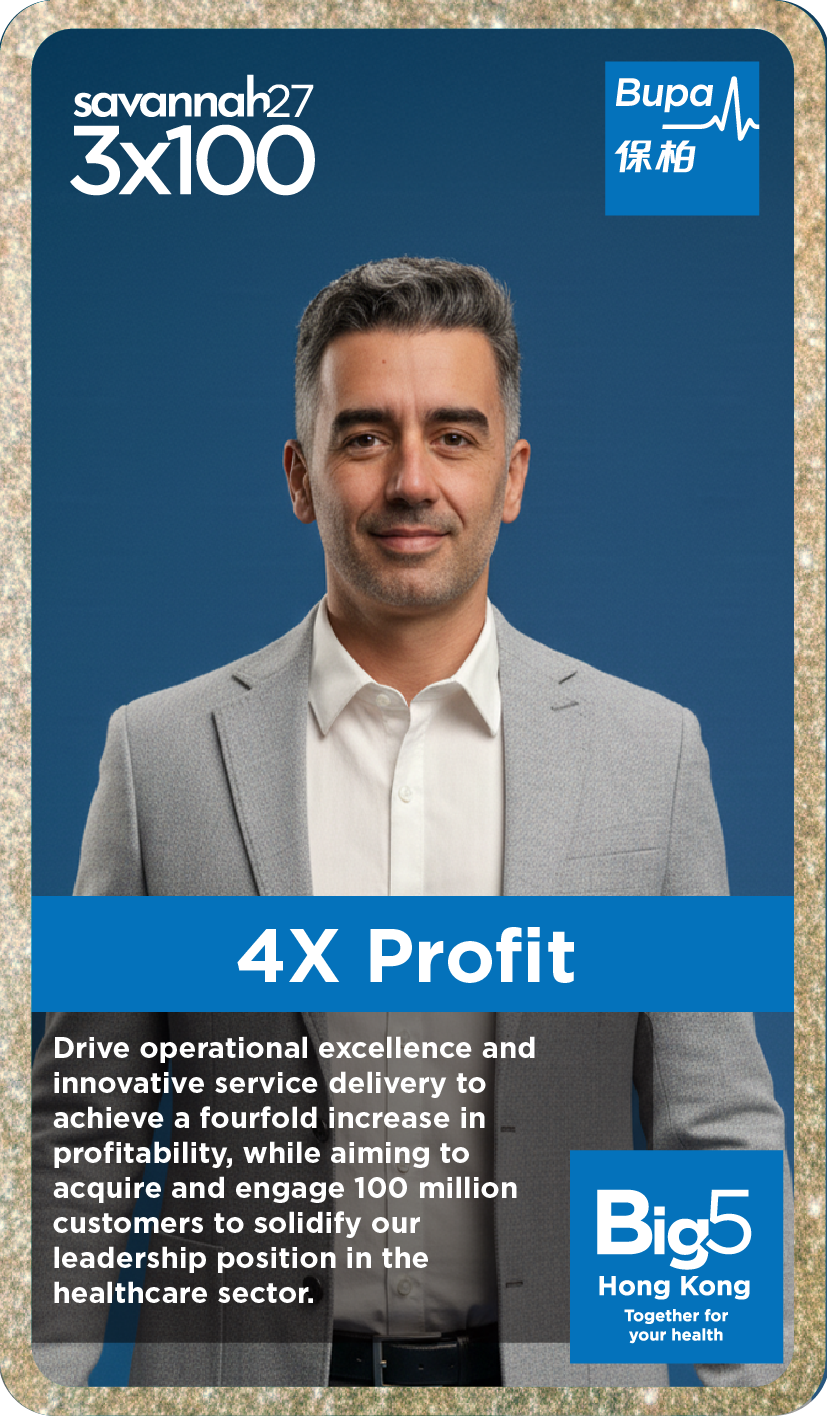 savannah27
3x100
Bupa
保柏
4X Profit
Drive operational excellence and
innovative service delivery to
achieve a fourfold increase in
profitability, while aiming to
acquire and engage 100 million
customers to solidify our
leadership position in the
healthcare sector.
Big5
Hong Kong
Together for
your health